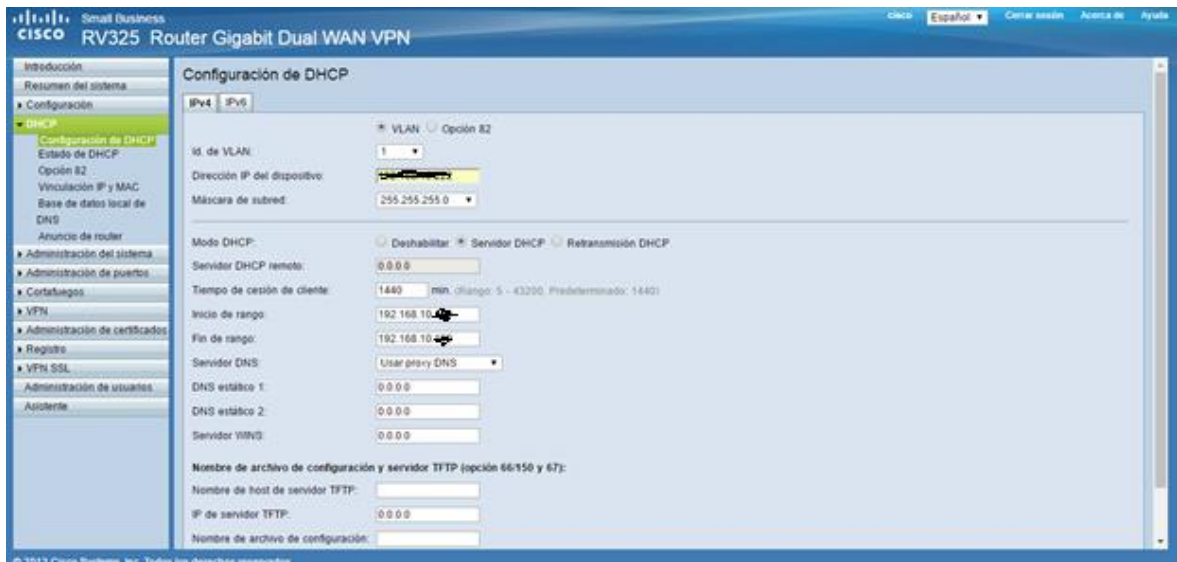 Small Business
cisco Español Cerrar sesión Acerca de Ayuda
CISCO RV325 Router Gigabit Dual WAN VPN
Introducción
Resumen del sistema
Configuración
DHCP
Configuración de DHCP
Estado de DHCP
Opción 82
Vinculación IP y MAC
Base de datos local de
DNS
Anuncio de router
Administración del sistema
Administración de puertos
Cortafuegos
VPN
Administración de certificados
Registro
VPN SSL
Administración de usuarios
Asistente
Configuración de DHCP
IPv4 IPv6
VLAN Opción 82
Id. de VLAN: 1
Dirección IP del dispositivo:
Máscara de subred: 255.255.255.0
Modo DHCP: Deshabilitar Servidor DHCP Retransmisión DHCP
Servidor DHCP remoto: 0.0.0.0
Tiempo de cesión de cliente: 1440 min. (Rango: 5 - 43200. Predeterminado: 1440)
Inicio de rango: 192.168.10.
Fin de rango: 192.168.10.
Servidor DNS: Usar proxy DNS
DNS estático 1: 0.0.0.0
DNS estático 2: 0.0.0.0
Servidor WINS: 0.0.0.0
Nombre de archivo de configuración y servidor TFTP (opción 66/150 y 67):
Nombre de host de servidor TFTP:
IP de servidor TFTP: 0.0.0.0
Nombre de archivo de configuración:
© 2013 Cisco Systems, Inc. Todos los derechos reservados.